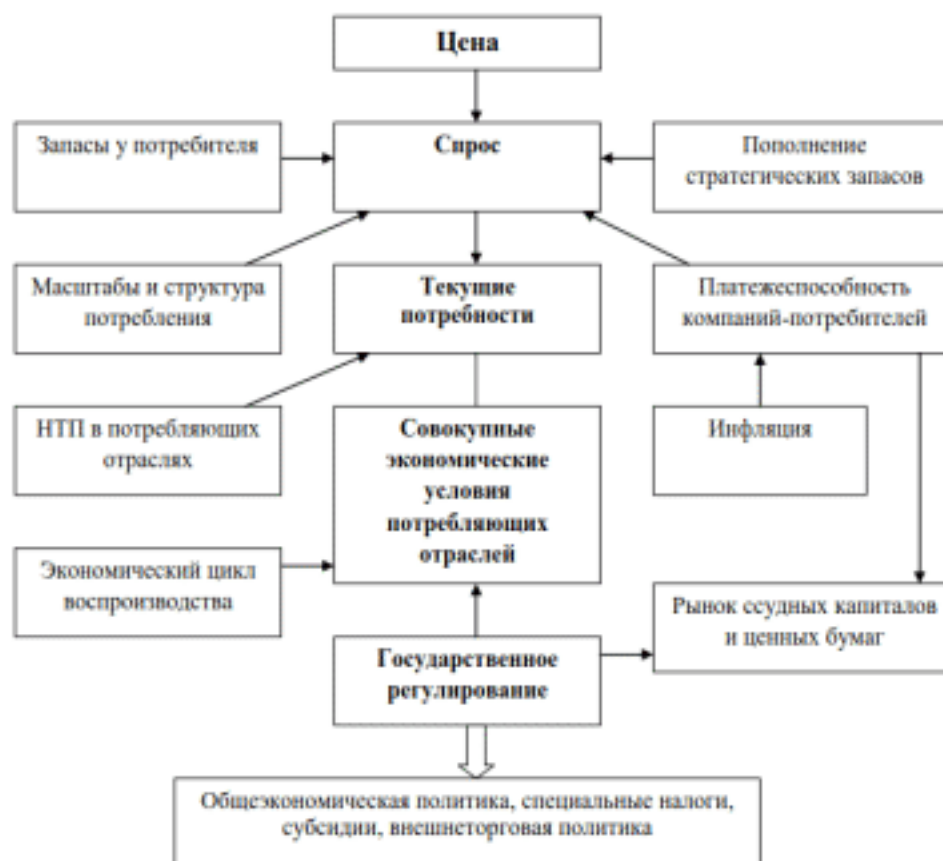 Цена
Запасы у потребителя
Спрос
Пополнение
стратегических запасов
Масштабы и структура
потребления
Текущие
потребности
Платежеспособность
компаний-потребителей
НТП в потребляющих
отраслях
Совокупные
экономические
условия
потребляющих
отраслей
Инфляция
Экономический цикл
воспроизводства
Рынок ссудных капиталов
и ценных бумаг
Государственное
регулирование
Общеэкономическая политика, специальные налоги,
субсидии, внешнеторговая политика